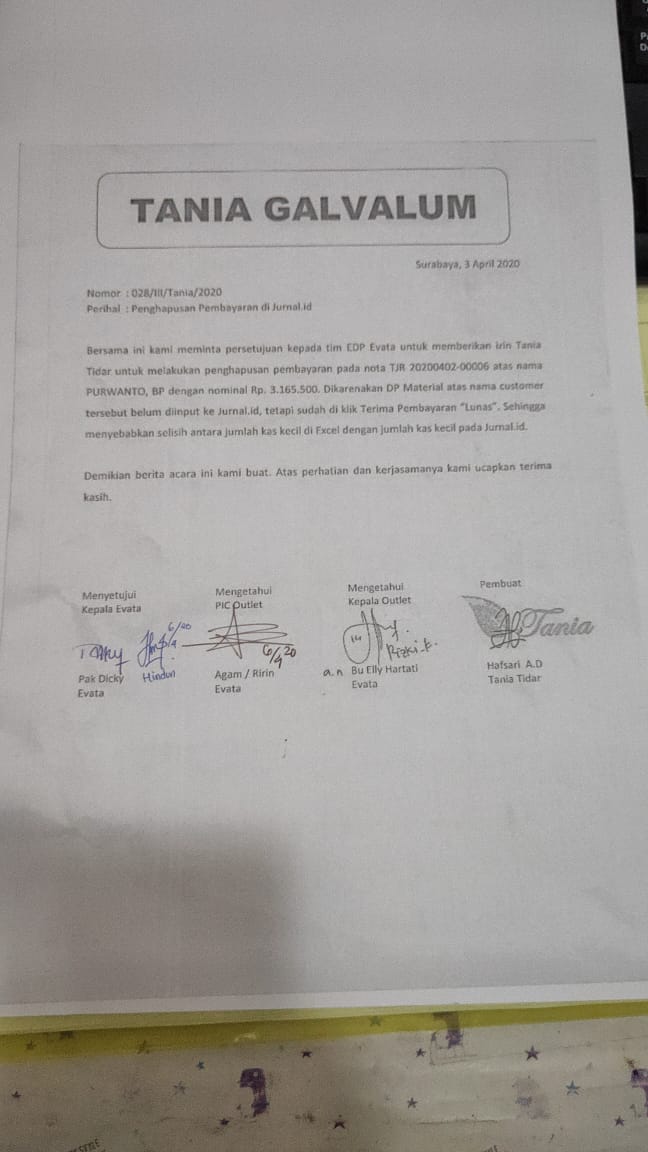 TANIA GALVALUM
Surabaya, 3 April 2020
Nomor : 028/III/Tania/2020
Perihal : Penghapusan Pembayaran di Jurnal.id
Bersama ini kami meminta persetujuan kepada tim EDP Evata untuk memberikan izin Tania
Tidar untuk melakukan penghapusan pembayaran pada nota TJR 20200402-00006 atas nama
PURWANTO, BP dengan nominal Rp. 3.165.500. Dikarenakan DP Material atas nama customer
tersebut belum diinput ke Jurnal.id, tetapi sudah di klik Terima Pembayaran "Lunas". Sehingga
menyebabkan selisih antara jumlah kas kecil di Excel dengan jumlah kas kecil pada Jurnal.id.
Demikian berita acara ini kami buat. Atas perhatian dan kerjasamanya kami ucapkan terima
kasih.
Menyetujui
Kepala Evata
6/20
Pak Dicky
Hindun
Evata
Mengetahui
PIC Outlet
6/4 20
Agam / Ririn
Evata
Mengetahui
Kepala Outlet
Rizki.k.
a.n Bu Elly Hartati
Evata
Pembuat
Tania
Hafsari A.D
Tania Tidar